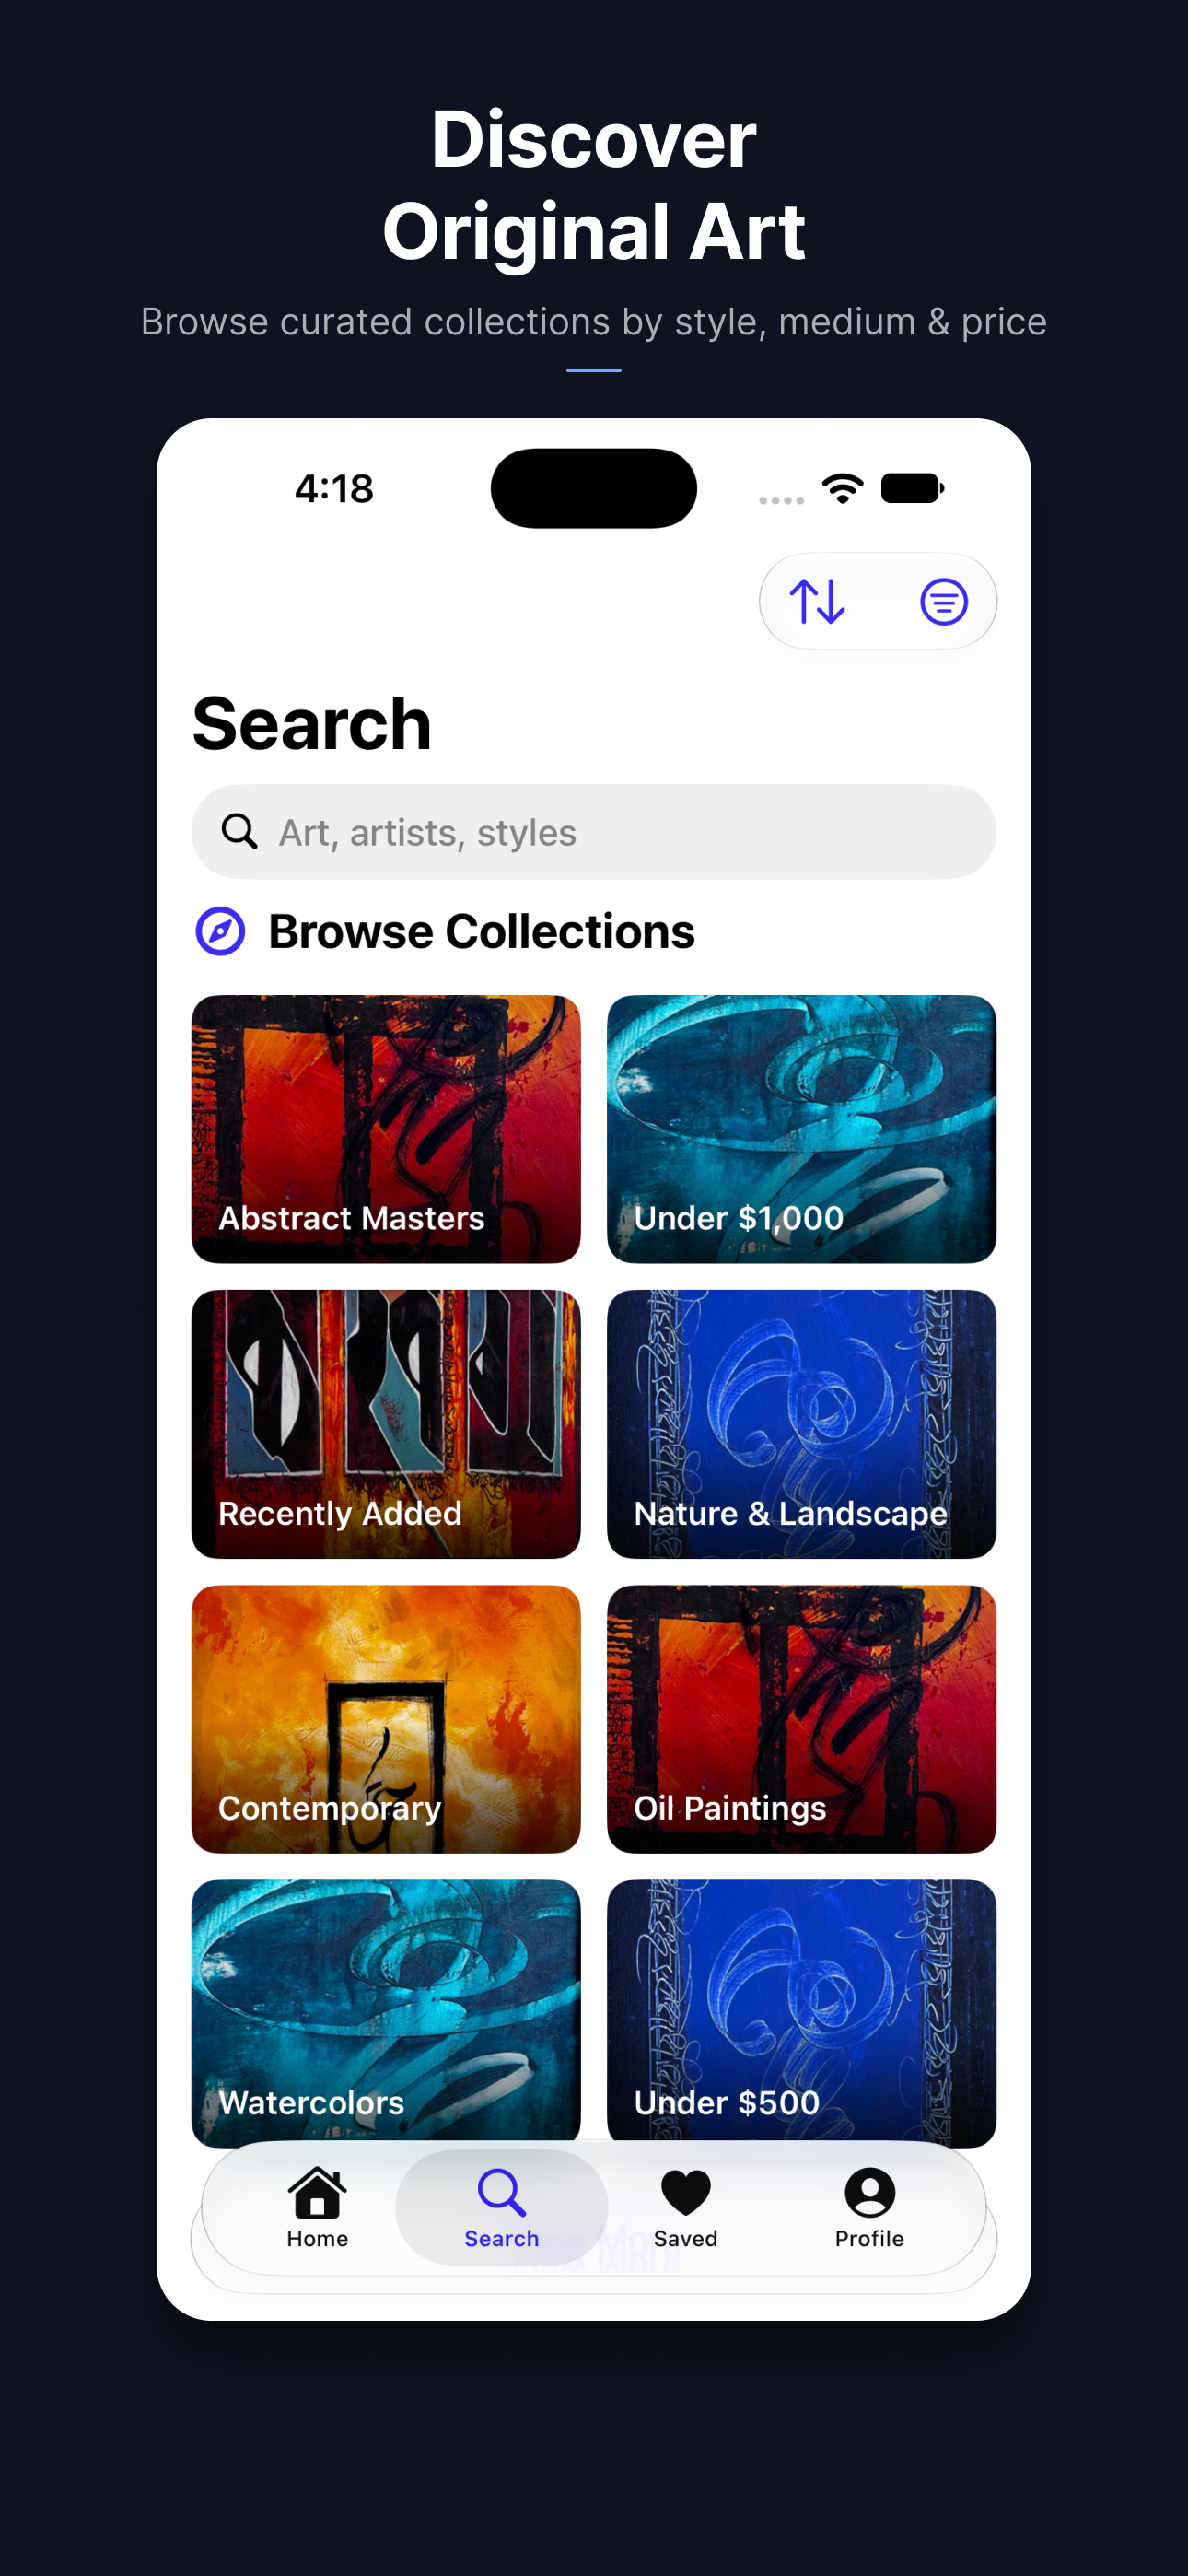 Discover
Original Art
Browse curated collections by style, medium & price
4:18
Search
Art, artists, styles
Browse Collections
Abstract Masters
Under $1,000
Recently Added
Nature & Landscape
Contemporary
Oil Paintings
Watercolors
Under $500
Home
Search
Saved
Profile